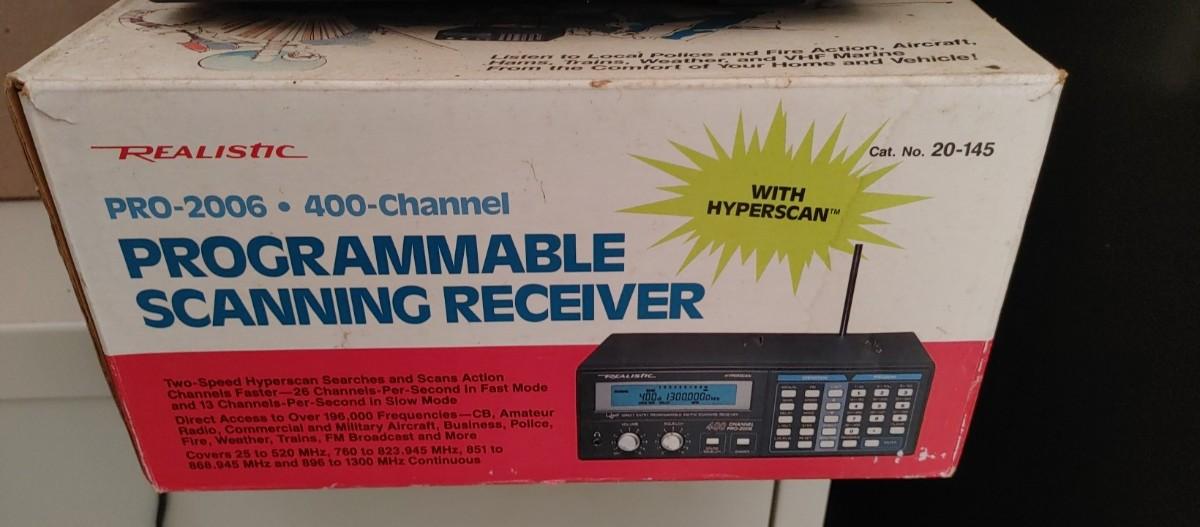 Listen to Local Police and Fire Action, Aircraft,
Hams, Trains, Weather, and VHF Marine
From the Comfort of Your Home and Vehicle!
REALISTIC
Cat. No. 20-145
WITH
HYPERSCAN™
PRO-2006 • 400-Channel
PROGRAMMABLE
SCANNING RECEIVER
Two-Speed Hyperscan Searches and Scans Action
Channels Faster—26 Channels-Per-Second in Fast Mode
and 13 Channels-Per-Second in Slow Mode
Direct Access to Over 196,000 Frequencies—CB, Amateur
Radio, Commercial and Military Aircraft, Business, Police,
Fire, Weather, Trains, FM Broadcast and More
Covers 25 to 520 MHz, 760 to 823.945 MHz, 851 to
868.945 MHz and 896 to 1300 MHz Continuous
REALISTIC
HYPERSCAN
400 1300.0000
VOLUME
SQUELCH
400 CHANNEL
PRO-2006